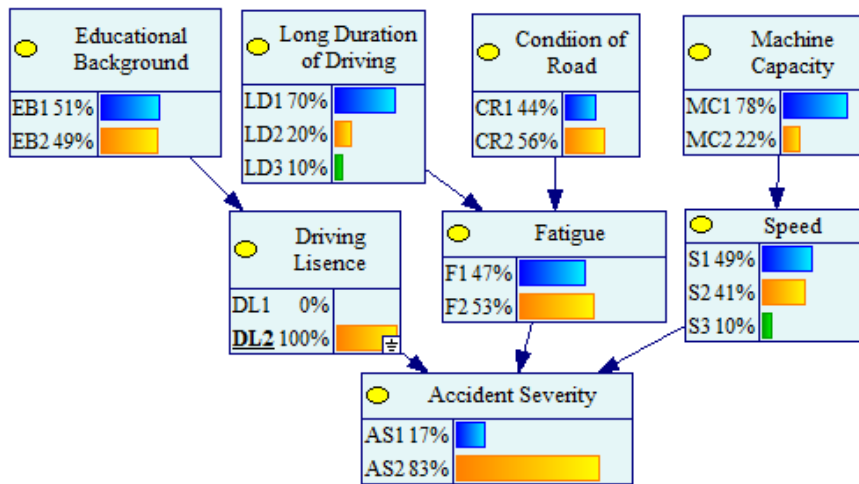 Educational
Background
EB1 51%
EB2 49%
Long Duration
of Driving
LD1 70%
LD2 20%
LD3 10%
Condiion of
Road
CR1 44%
CR2 56%
Machine
Capacity
MC1 78%
MC2 22%
Driving
Lisence
DL1 0%
DL2 100%
Fatigue
F1 47%
F2 53%
Speed
S1 49%
S2 41%
S3 10%
Accident Severity
AS1 17%
AS2 83%